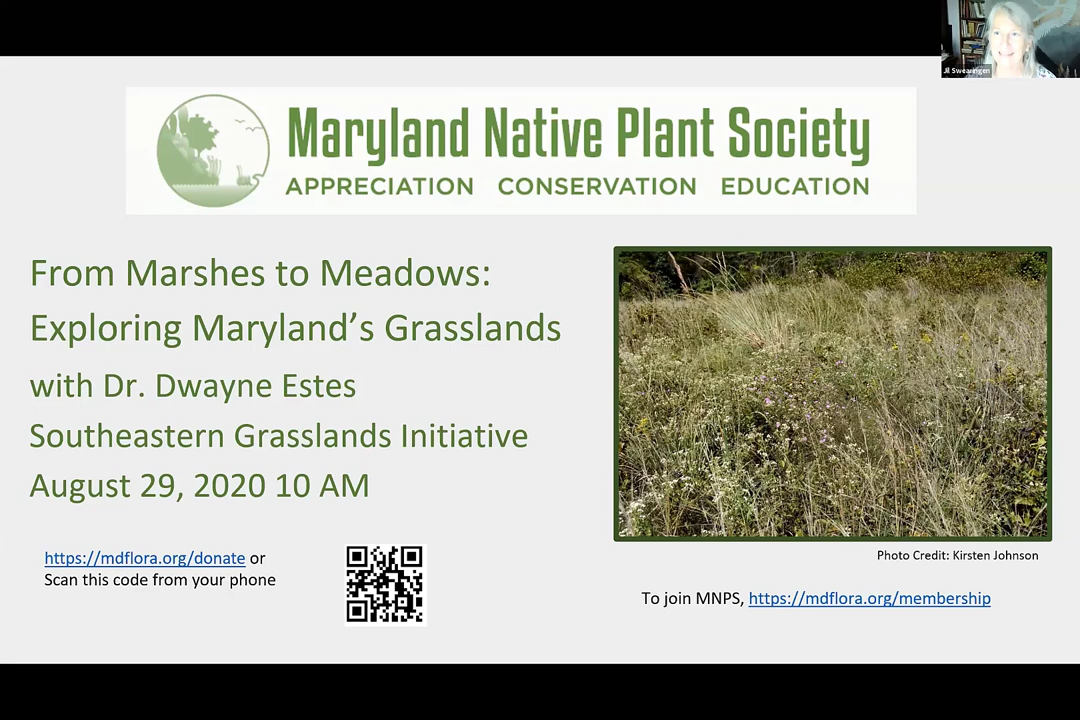 Jil Swearingen
Maryland Native Plant Society
APPRECIATION CONSERVATION EDUCATION
From Marshes to Meadows:
Exploring Maryland's Grasslands
with Dr. Dwayne Estes
Southeastern Grasslands Initiative
August 29, 2020 10 AM
https://mdflora.org/donate or
Scan this code from your phone
Photo Credit: Kirsten Johnson
To join MNPS, https://mdflora.org/membership